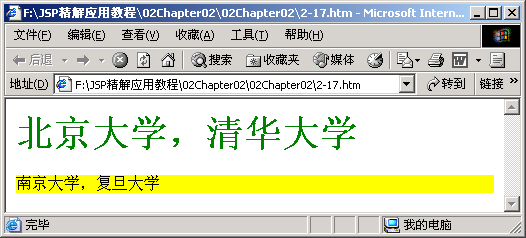 F:\JSP精解应用教程\02Chapter02\02Chapter02\2-17.htm - Microsoft Intern...
文件(F) 编辑(E) 查看(V) 收藏(A) 工具(T) 帮助(H)
后退 搜索 收藏夹 媒体
地址(D) F:\JSP精解应用教程\02Chapter02\02Chapter02\2-17.htm 转到 链接 »
北京大学，清华大学
南京大学，复旦大学
完毕 我的电脑